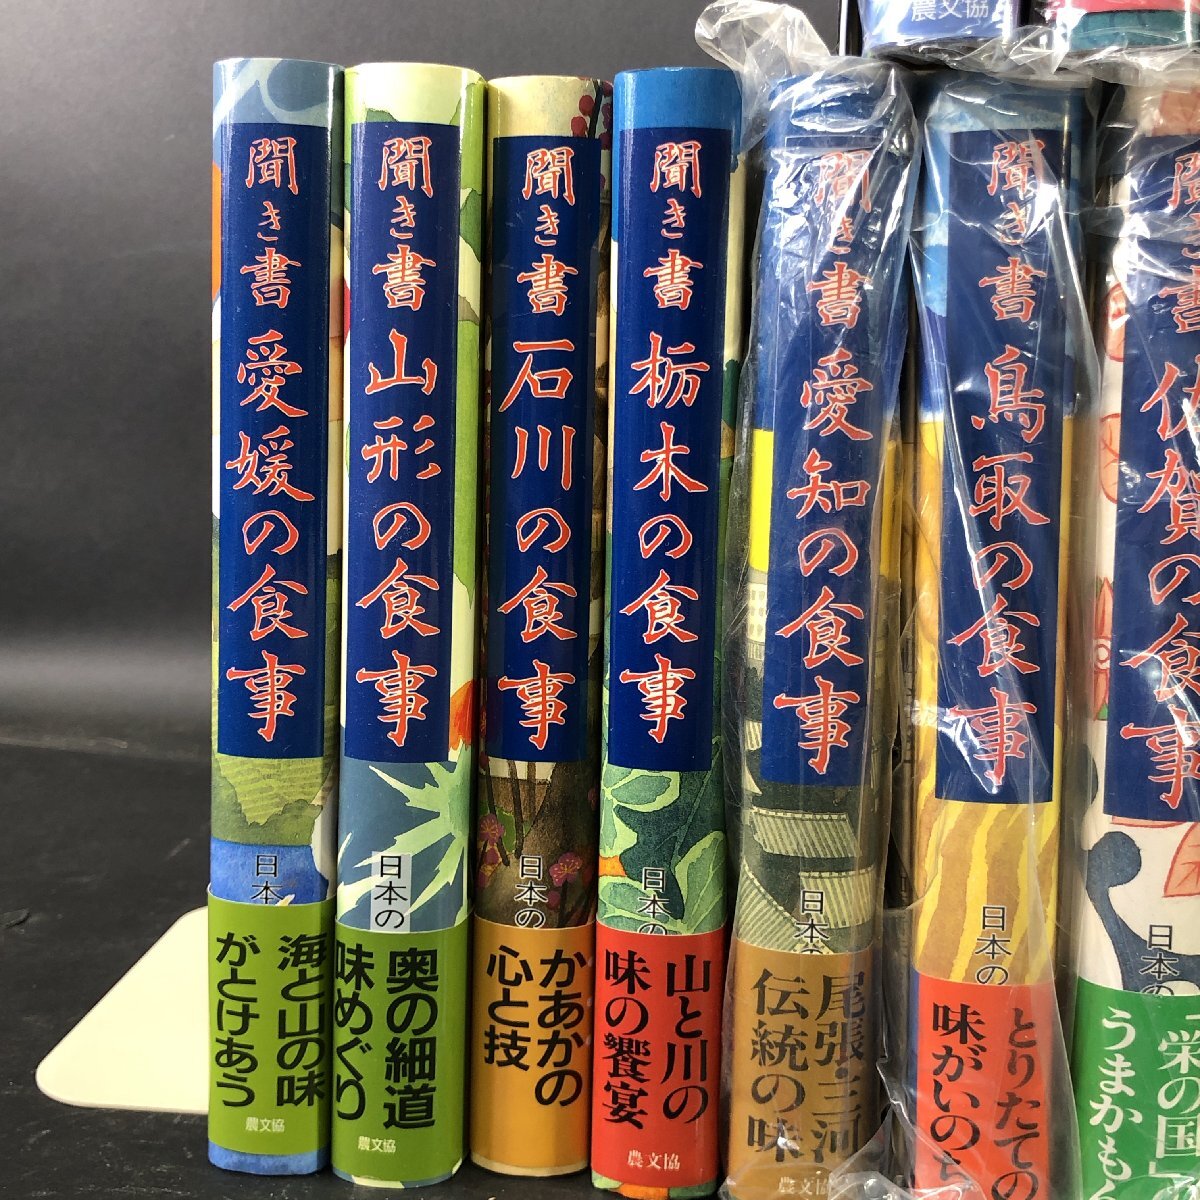 聞き書 愛媛の食事
日本
海と山の味
がとけあう
農文協
聞き書 山形の食事
日本の
奥の細道
味めぐり
農文協
聞き書 石川の食事
日本の
かあかの
心と技
聞き書 栃木の食事
日本の
山と川の
味の饗宴
農文協
聞き書 愛知の食事
日本の
尾張・三河
伝統の味
農文協
聞き書 鳥取の食事
日本の
とりたての
味がいのち
き書 佐賀の食事
日本の
「栄の国」
うまかも
農文協